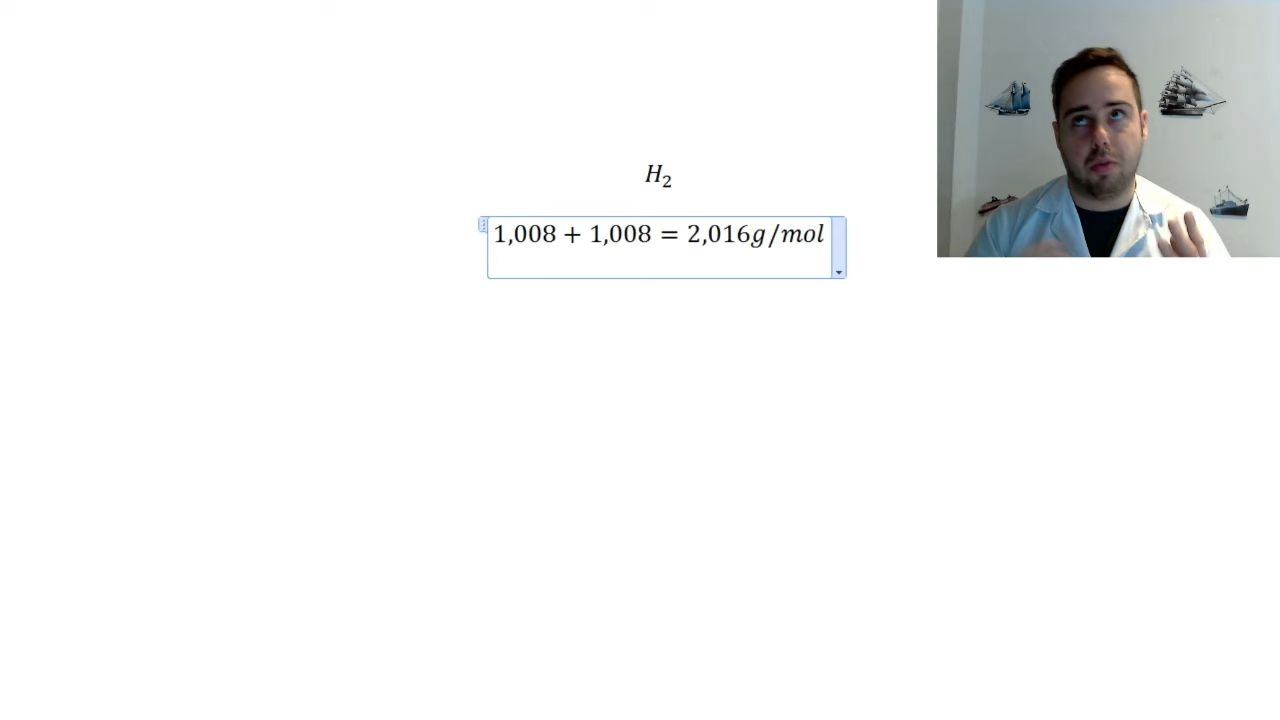 H₂
1,008 + 1,008 = 2,016g/mol